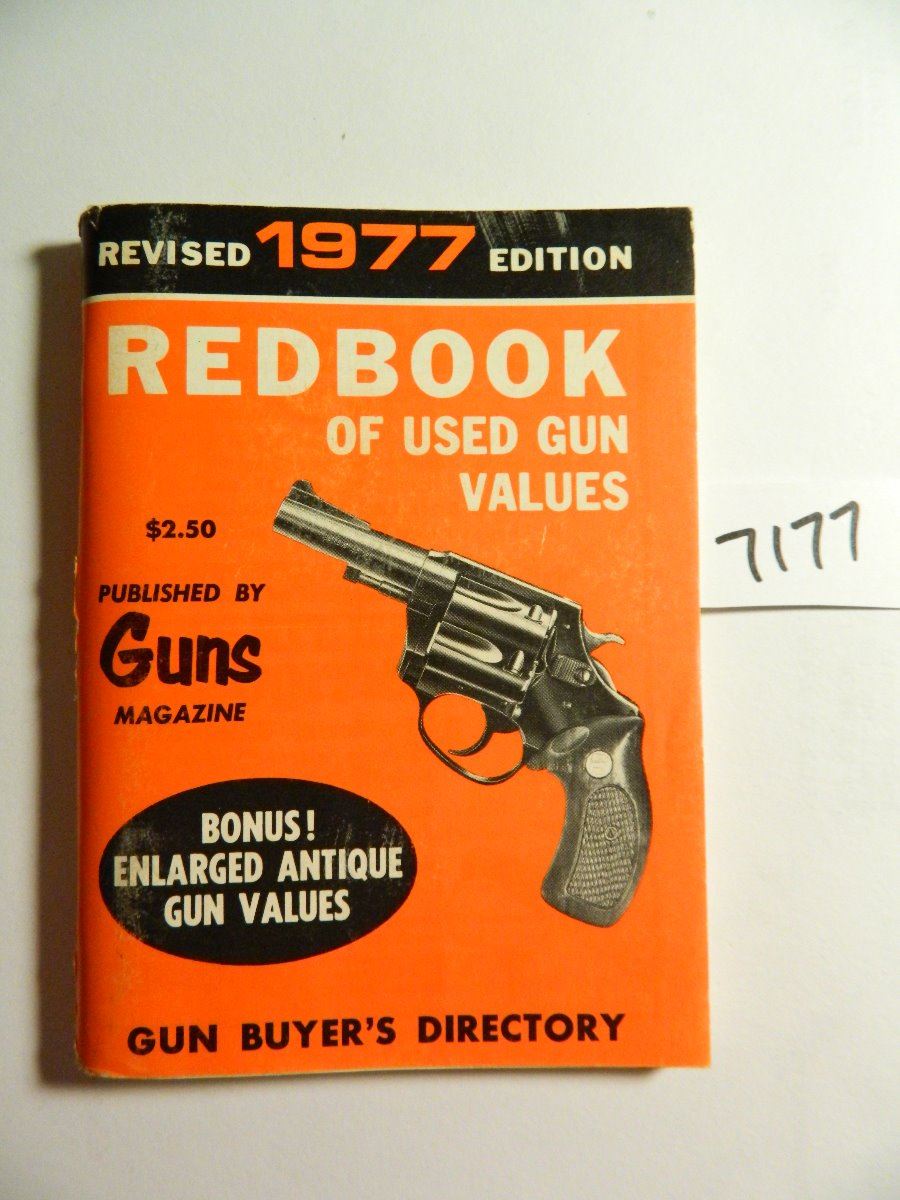 REVISED 1977 EDITION
REDBOOK
OF USED GUN
VALUES
$2.50
PUBLISHED BY
Guns
MAGAZINE
BONUS!
ENLARGED ANTIQUE
GUN VALUES
GUN BUYER'S DIRECTORY
7177